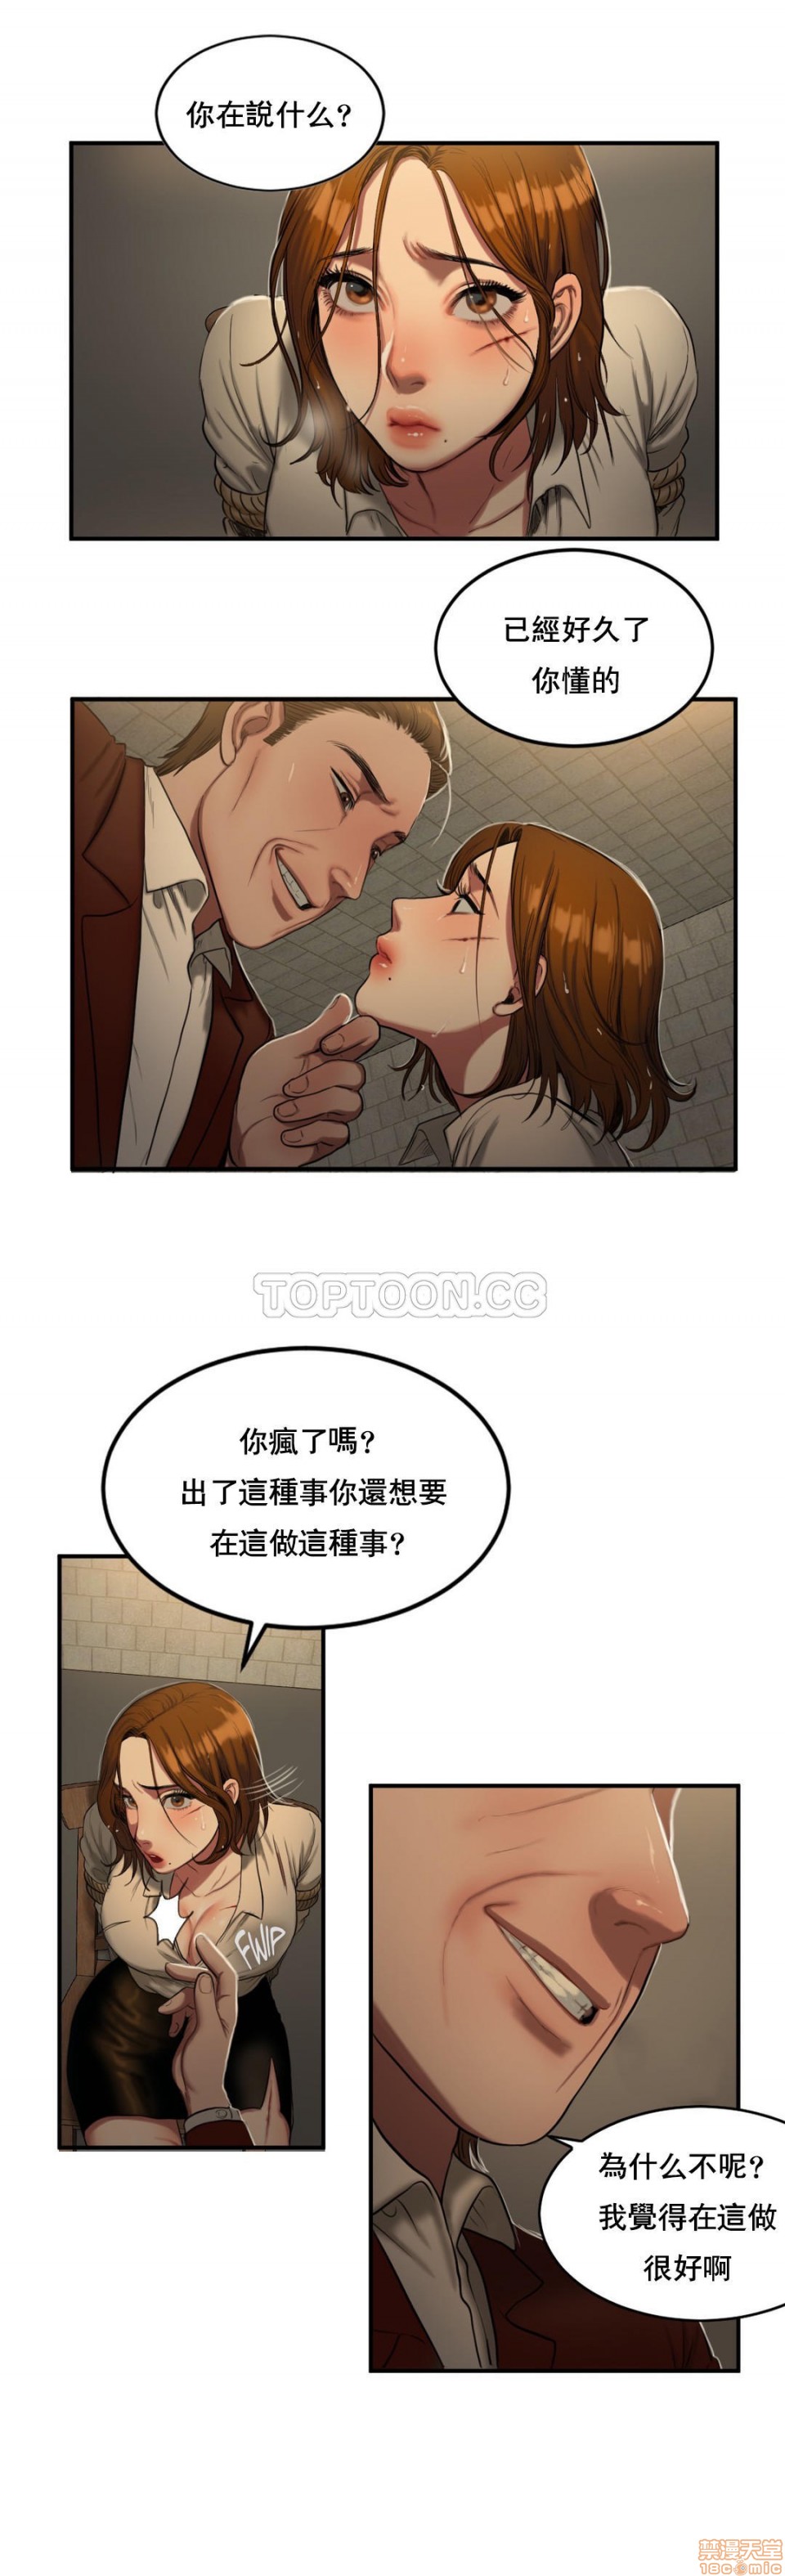 你在說什么?
已經好久了
你懂的
TOPTOON.CC
你瘋了嗎?
出了這種事你還想要
在這做這種事?
FWIP
為什么不呢?
我覺得在這做
很好啊
禁漫天堂
18comic